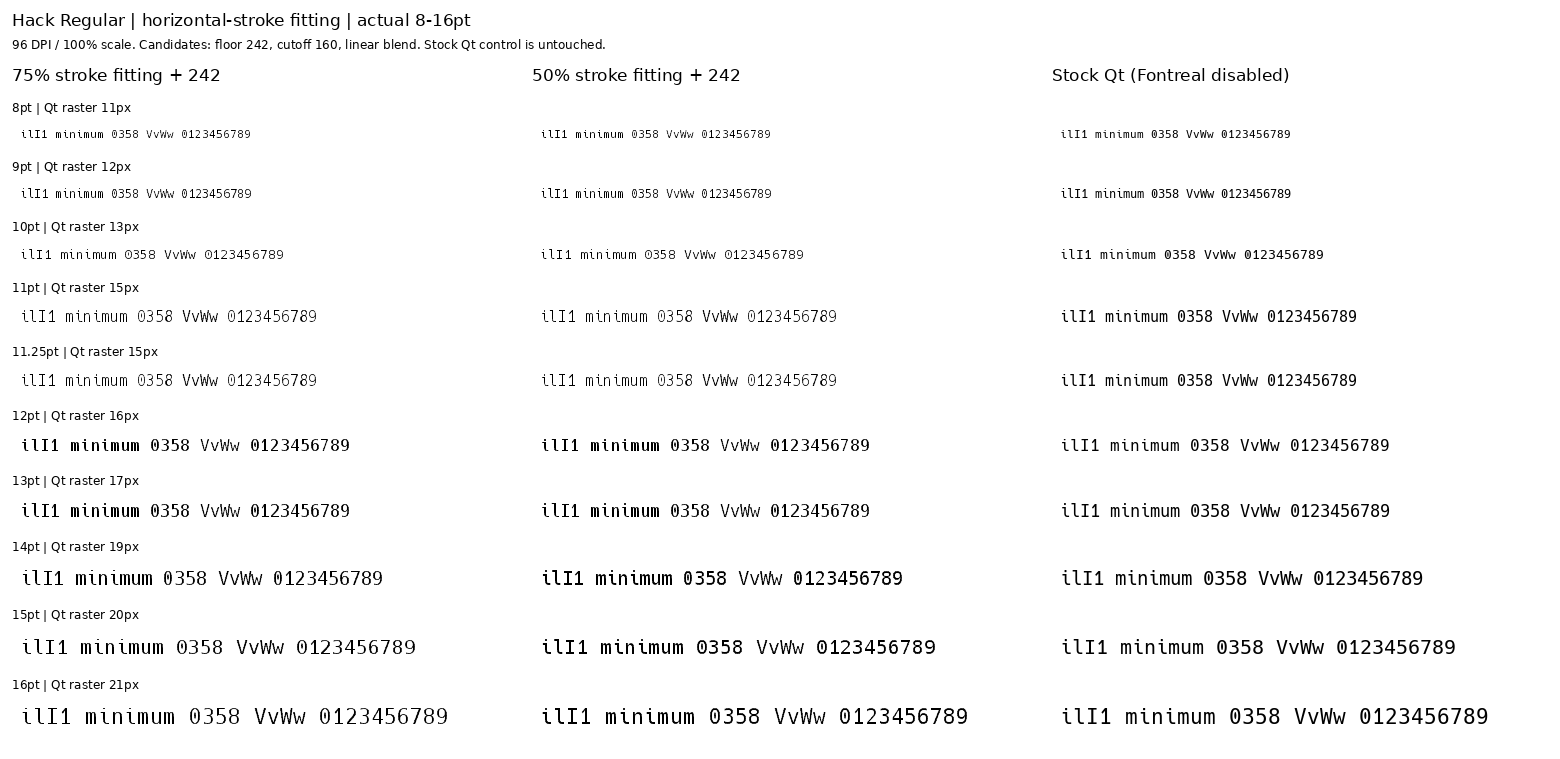 Hack Regular | horizontal-stroke fitting | actual 8-16pt
96 DPI / 100% scale. Candidates: floor 242, cutoff 160, linear blend. Stock Qt control is untouched.
75% stroke fitting + 242 50% stroke fitting + 242 Stock Qt (Fontreal disabled)
8pt | Qt raster 11px
ilI1 minimum 0358 VvWw 0123456789 ilI1 minimum 0358 VvWw 0123456789 ilI1 minimum 0358 VvWw 0123456789
9pt | Qt raster 12px
ilI1 minimum 0358 VvWw 0123456789 ilI1 minimum 0358 VvWw 0123456789 ilI1 minimum 0358 VvWw 0123456789
10pt | Qt raster 13px
ilI1 minimum 0358 VvWw 0123456789 ilI1 minimum 0358 VvWw 0123456789 ilI1 minimum 0358 VvWw 0123456789
11pt | Qt raster 15px
ilI1 minimum 0358 VvWw 0123456789 ilI1 minimum 0358 VvWw 0123456789 ilI1 minimum 0358 VvWw 0123456789
11.25pt | Qt raster 15px
ilI1 minimum 0358 VvWw 0123456789 ilI1 minimum 0358 VvWw 0123456789 ilI1 minimum 0358 VvWw 0123456789
12pt | Qt raster 16px
ilI1 minimum 0358 VvWw 0123456789 ilI1 minimum 0358 VvWw 0123456789 ilI1 minimum 0358 VvWw 0123456789
13pt | Qt raster 17px
ilI1 minimum 0358 VvWw 0123456789 ilI1 minimum 0358 VvWw 0123456789 ilI1 minimum 0358 VvWw 0123456789
14pt | Qt raster 19px
ilI1 minimum 0358 VvWw 0123456789 ilI1 minimum 0358 VvWw 0123456789 ilI1 minimum 0358 VvWw 0123456789
15pt | Qt raster 20px
ilI1 minimum 0358 VvWw 0123456789 ilI1 minimum 0358 VvWw 0123456789 ilI1 minimum 0358 VvWw 0123456789
16pt | Qt raster 21px
ilI1 minimum 0358 VvWw 0123456789 ilI1 minimum 0358 VvWw 0123456789 ilI1 minimum 0358 VvWw 0123456789